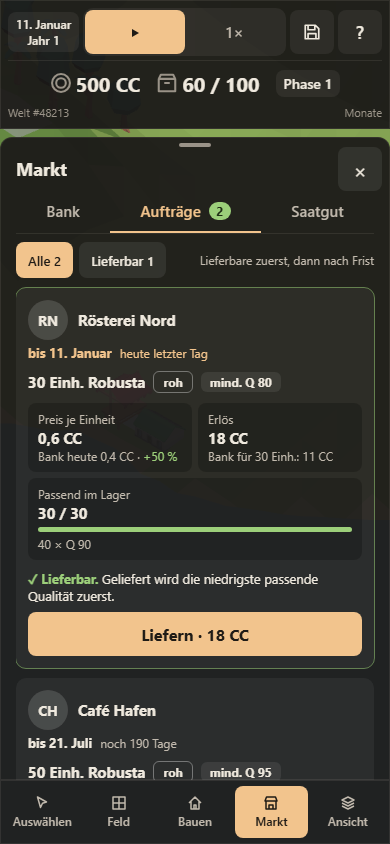 11. Januar
Jahr 1
1×
?
500 CC
60 / 100
Phase 1
Welt #48213
Monate
Markt
×
Bank
Aufträge 2
Saatgut
Alle 2
Lieferbar 1
Lieferbare zuerst, dann nach Frist
RN
Rösterei Nord
bis 11. Januar heute letzter Tag
30 Einh. Robusta roh mind. Q 80
Preis je Einheit
0,6 CC
Bank heute 0,4 CC · +50 %
Erlös
18 CC
Bank für 30 Einh.: 11 CC
Passend im Lager
30 / 30
40 × Q 90
✓ Lieferbar. Geliefert wird die niedrigste passende
Qualität zuerst.
Liefern · 18 CC
CH
Café Hafen
bis 21. Juli noch 190 Tage
50 Einh. Robusta roh mind. Q 95
Auswählen
Feld
Bauen
Markt
Ansicht